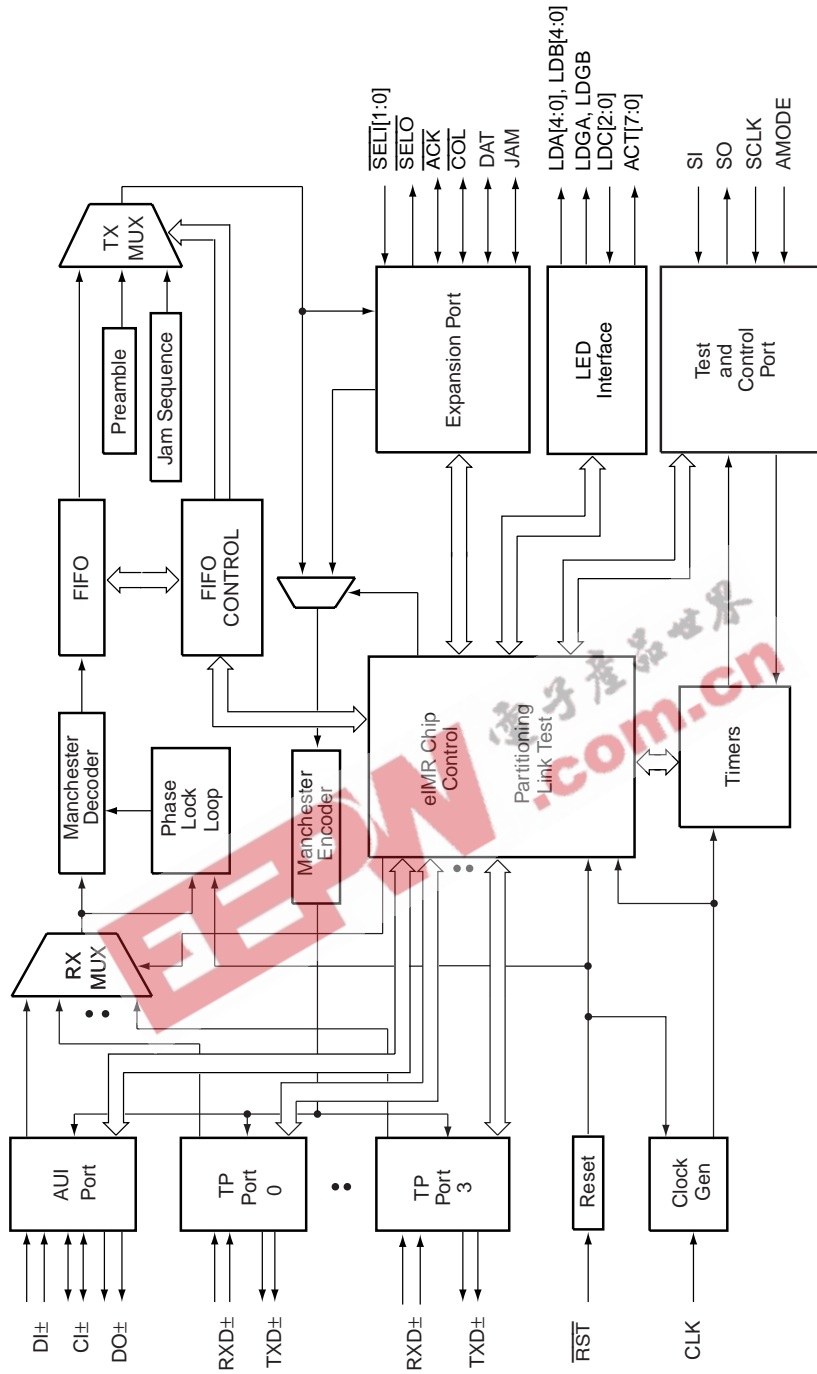 DI±
CI±
DO±
AUI
Port
RXD±
TXD±
TP
Port
0
RXD±
TXD±
TP
Port
3
RST
Reset
CLK
Clock
Gen
RX
MUX
Manchester
Decoder
Phase
Lock
Loop
Manchester
Encoder
FIFO
FIFO
CONTROL
Preamble
Jam Sequence
TX
MUX
eIMR Chip
Control
Partitioning
Link Test
Timers
Expansion Port
SELI[1:0]
SELO
ACK
COL
DAT
JAM
LED
Interface
LDA[4:0], LDB[4:0]
LDGA, LDGB
LDC[2:0]
ACT[7:0]
Test
and
Control
Port
SI
SO
SCLK
AMODE
EEPW
.com.cn
電子產品世界